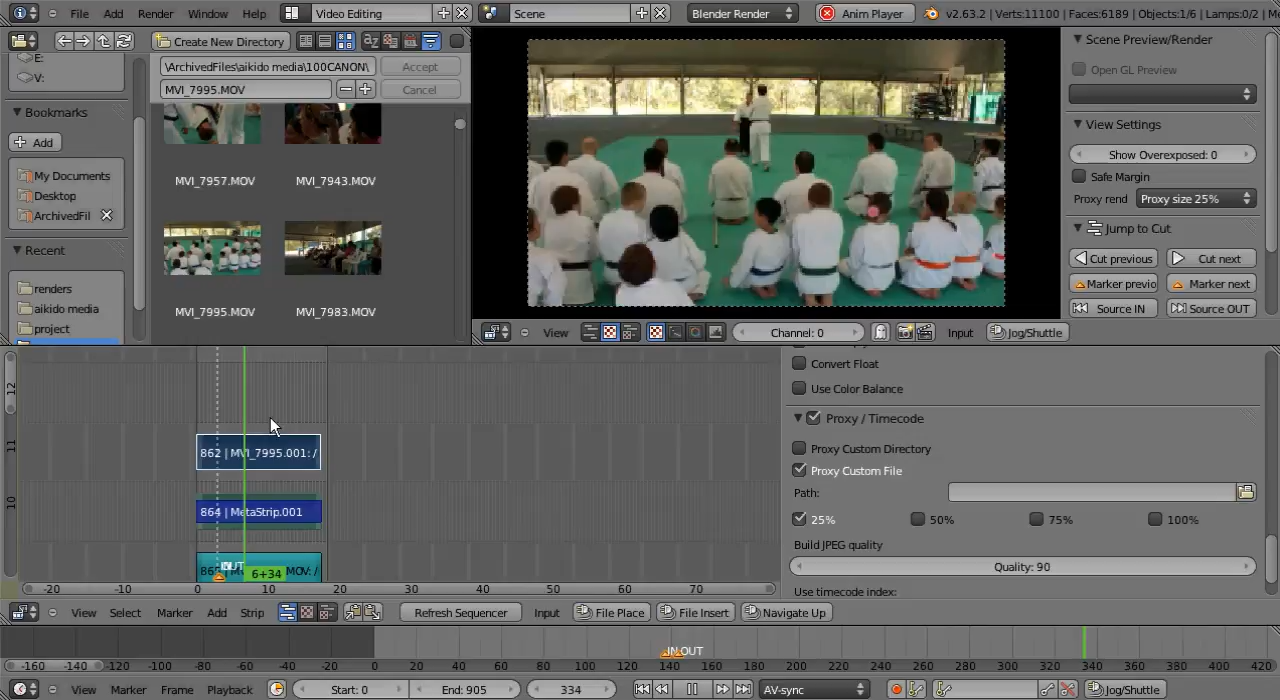 File Add Render Window Help Video Editing Scene Blender Render Anim Player v2.63.2 | Verts:11100 | Faces:6189 | Objects:1/6 | Lamps:0/2 |
Create New Directory
E:
V:
Bookmarks
Add
My Documents
Desktop
ArchivedFil
Recent
renders
aikido media
project
\ArchivedFiles\aikido media\100CANON\ Accept
MVI_7995.MOV Cancel
MVI_7957.MOV MVI_7943.MOV
MVI_7995.MOV MVI_7983.MOV
View Channel: 0 Input Jog/Shuttle
Scene Preview/Render
Open GL Preview
View Settings
Show Overexposed: 0
Safe Margin
Proxy rend Proxy size 25%
Jump to Cut
Cut previous Cut next
Marker previo Marker next
Source IN Source OUT
12
11
10
862 | MVI_7995.001: /
864 | MetaStrip.001
OUT
6+34 MOV: /
-20 -10 0 10 20 30 40 50 60 70
View Select Marker Add Strip Refresh Sequencer Input File Place File Insert Navigate Up
Convert Float
Use Color Balance
Proxy / Timecode
Proxy Custom Directory
Proxy Custom File
Path:
25% 50% 75% 100%
Build JPEG quality
Quality: 90
Use timecode index:
IN OUT
-160 -140 -120 -100 -80 -60 -40 -20 0 20 40 60 80 100 120 140 160 180 200 220 240 260 280 300 320 340 360 380 400 420
View Marker Frame Playback Start: 0 End: 905 334 AV-sync Jog/Shuttle